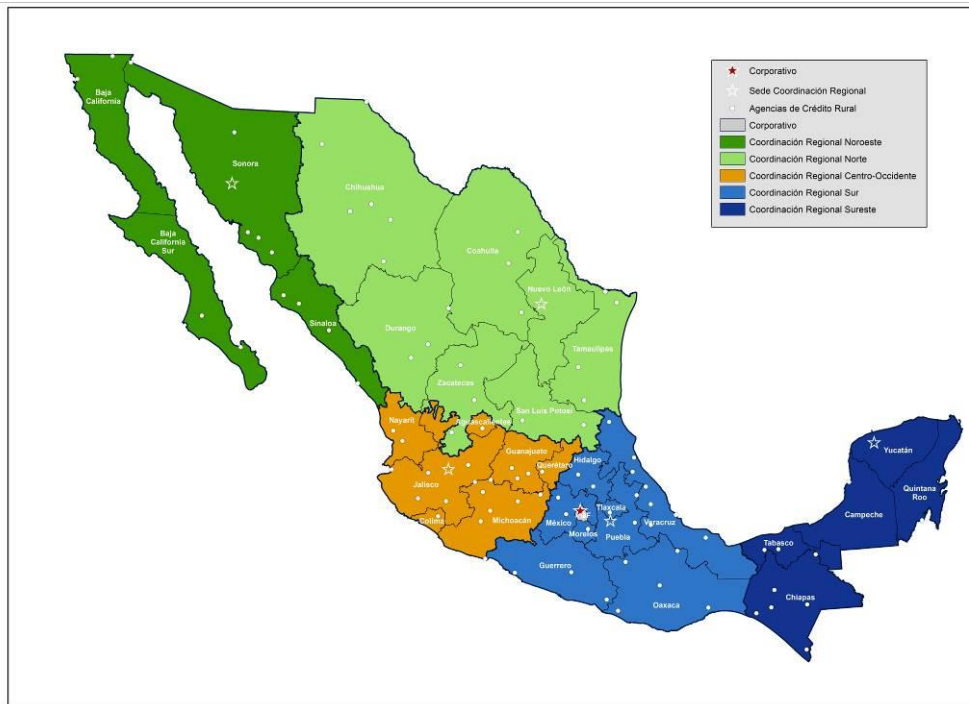 Corporativo
Sede Coordinación Regional
Agencias de Crédito Rural
Corporativo
Coordinación Regional Noroeste
Coordinación Regional Norte
Coordinación Regional Centro-Occidente
Coordinación Regional Sur
Coordinación Regional Sureste
Baja
California
Sonora
Chihuahua
Baja
California
Sur
Coahuila
Nuevo León
Sinaloa
Durango
Tamaulipas
Zacatecas
San Luis Potosí
Nayarit
Aguascalientes
Guanajuato
Querétaro
Hidalgo
Yucatán
Jalisco
Quintana
Roo
Colima
Michoacán
México
Tlaxcala
Veracruz
Campeche
Morelos
Puebla
Tabasco
Guerrero
Chiapas
Oaxaca